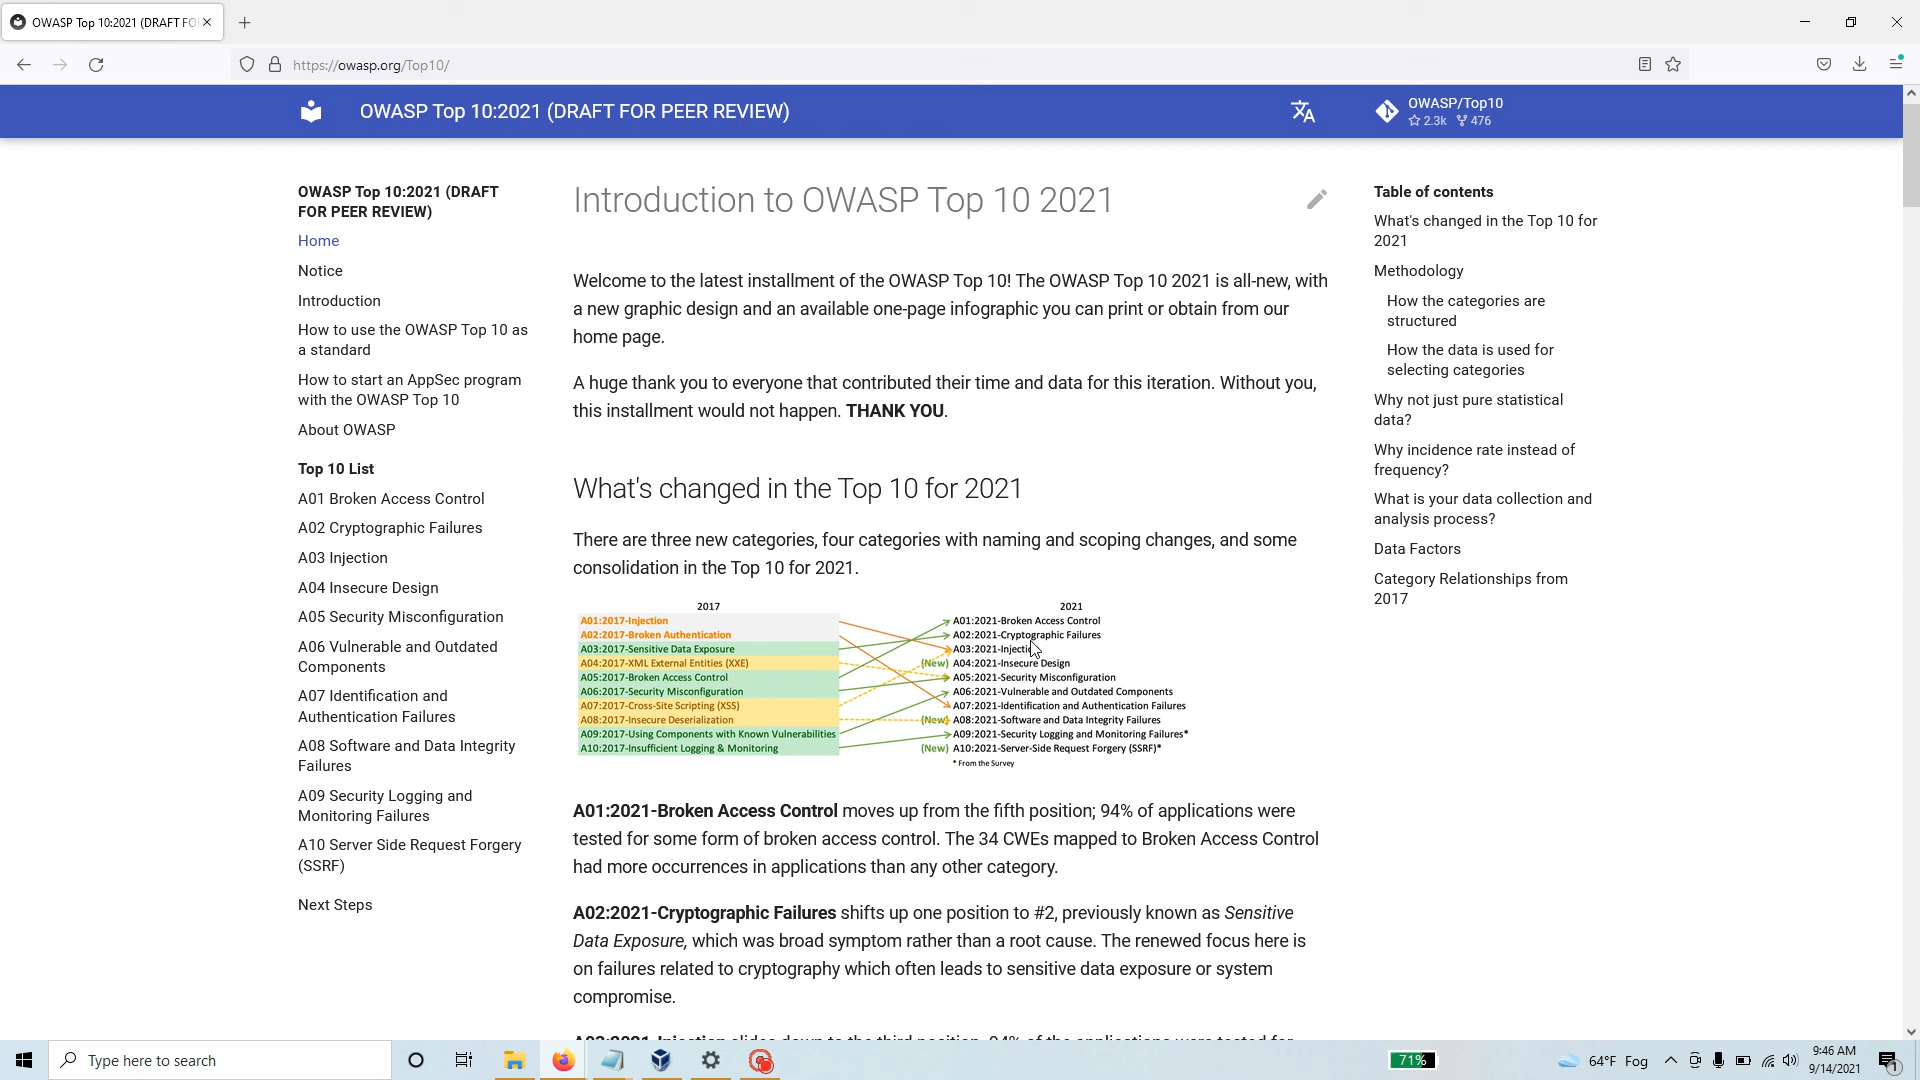 OWASP Top 10:2021 (DRAFT FO
https://owasp.org/Top10/
OWASP Top 10:2021 (DRAFT FOR PEER REVIEW)
OWASP/Top10
2.3k 476
OWASP Top 10:2021 (DRAFT
FOR PEER REVIEW)
Home
Notice
Introduction
How to use the OWASP Top 10 as
a standard
How to start an AppSec program
with the OWASP Top 10
About OWASP
Top 10 List
A01 Broken Access Control
A02 Cryptographic Failures
A03 Injection
A04 Insecure Design
A05 Security Misconfiguration
A06 Vulnerable and Outdated
Components
A07 Identification and
Authentication Failures
A08 Software and Data Integrity
Failures
A09 Security Logging and
Monitoring Failures
A10 Server Side Request Forgery
(SSRF)
Next Steps
Introduction to OWASP Top 10 2021
Welcome to the latest installment of the OWASP Top 10! The OWASP Top 10 2021 is all-new, with
a new graphic design and an available one-page infographic you can print or obtain from our
home page.
A huge thank you to everyone that contributed their time and data for this iteration. Without you,
this installment would not happen. THANK YOU.
What's changed in the Top 10 for 2021
There are three new categories, four categories with naming and scoping changes, and some
consolidation in the Top 10 for 2021.
2017
A01:2017-Injection
A02:2017-Broken Authentication
A03:2017-Sensitive Data Exposure
A04:2017-XML External Entities (XXE)
A05:2017-Broken Access Control
A06:2017-Security Misconfiguration
A07:2017-Cross-Site Scripting (XSS)
A08:2017-Insecure Deserialization
A09:2017-Using Components with Known Vulnerabilities
A10:2017-Insufficient Logging & Monitoring
2021
A01:2021-Broken Access Control
A02:2021-Cryptographic Failures
A03:2021-Injection
(New) A04:2021-Insecure Design
A05:2021-Security Misconfiguration
A06:2021-Vulnerable and Outdated Components
A07:2021-Identification and Authentication Failures
(New) A08:2021-Software and Data Integrity Failures
A09:2021-Security Logging and Monitoring Failures*
(New) A10:2021-Server-Side Request Forgery (SSRF)*
* From the Survey
A01:2021-Broken Access Control moves up from the fifth position; 94% of applications were
tested for some form of broken access control. The 34 CWEs mapped to Broken Access Control
had more occurrences in applications than any other category.
A02:2021-Cryptographic Failures shifts up one position to #2, previously known as Sensitive
Data Exposure, which was broad symptom rather than a root cause. The renewed focus here is
on failures related to cryptography which often leads to sensitive data exposure or system
compromise.
A03:2021-Injection slides down to the third position. 94% of the applications were tested for
Table of contents
What's changed in the Top 10 for
2021
Methodology
How the categories are
structured
How the data is used for
selecting categories
Why not just pure statistical
data?
Why incidence rate instead of
frequency?
What is your data collection and
analysis process?
Data Factors
Category Relationships from
2017
Type here to search
71%
64°F Fog
9:46 AM
9/14/2021
1